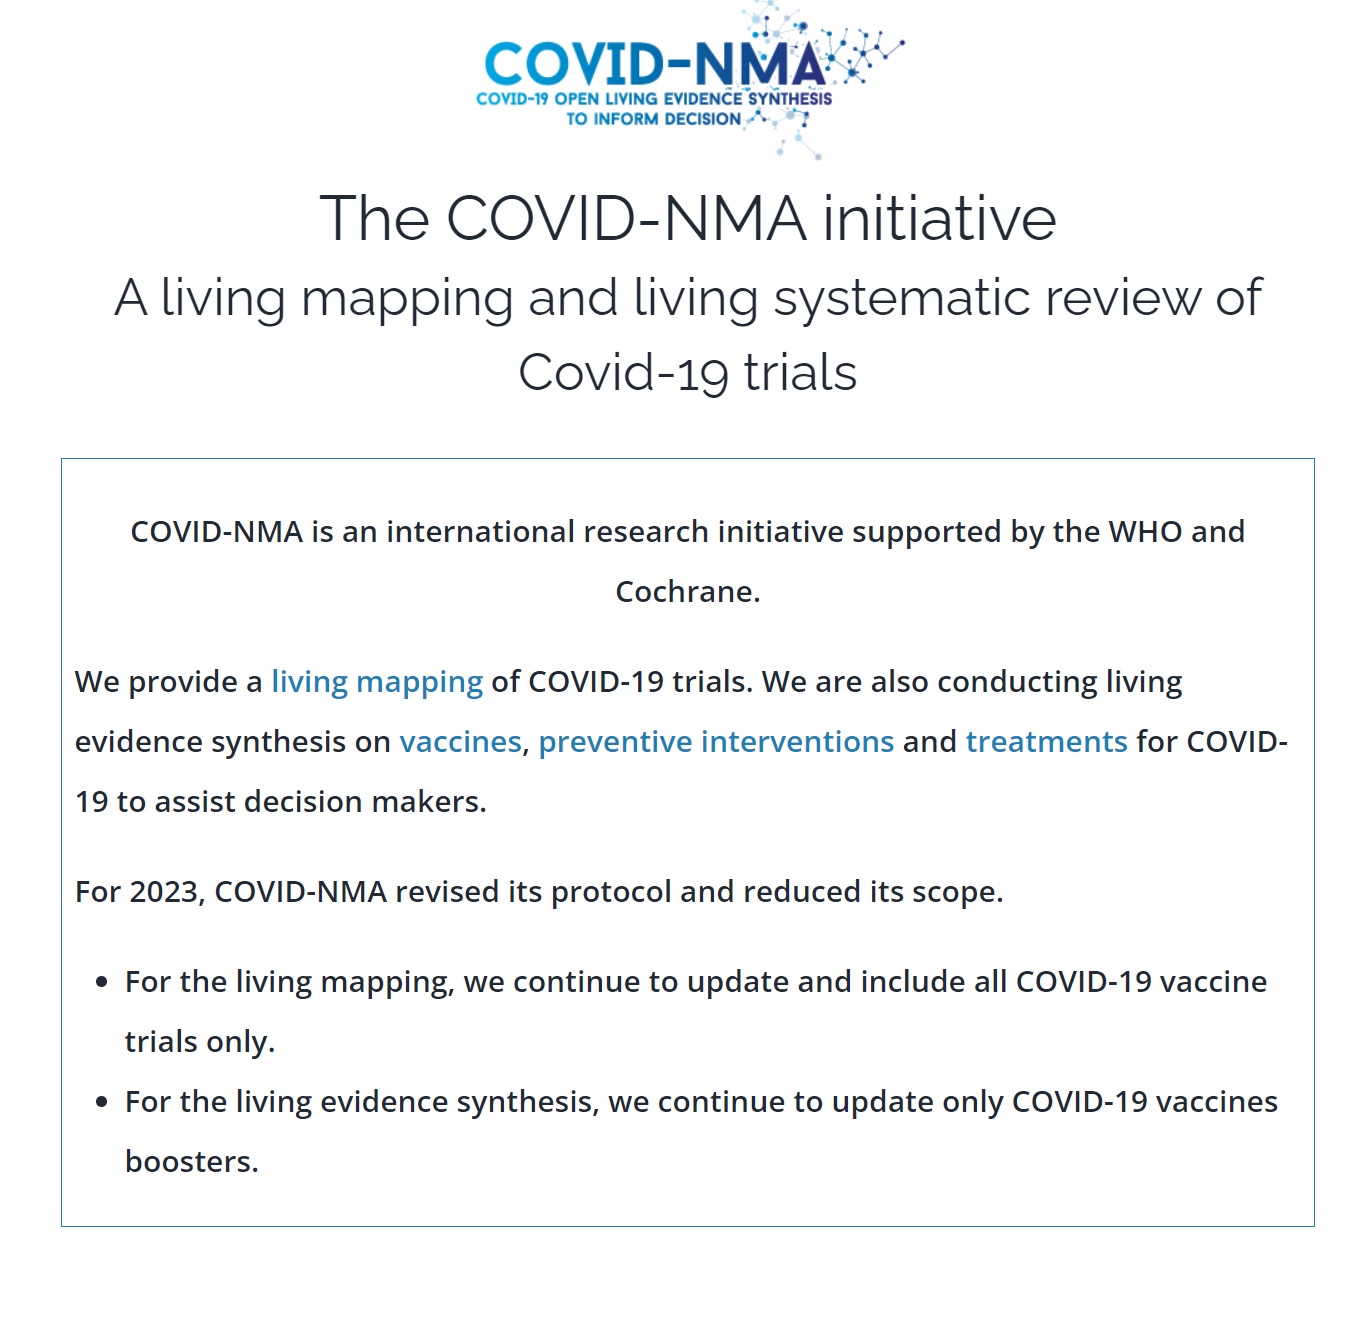 COVID-NMA
COVID-19 OPEN LIVING EVIDENCE SYNTHESIS
TO INFORM DECISION
The COVID-NMA initiative
A living mapping and living systematic review of
Covid-19 trials
COVID-NMA is an international research initiative supported by the WHO and
Cochrane.
We provide a living mapping of COVID-19 trials. We are also conducting living
evidence synthesis on vaccines, preventive interventions and treatments for COVID-
19 to assist decision makers.
For 2023, COVID-NMA revised its protocol and reduced its scope.
• For the living mapping, we continue to update and include all COVID-19 vaccine
trials only.
• For the living evidence synthesis, we continue to update only COVID-19 vaccines
boosters.